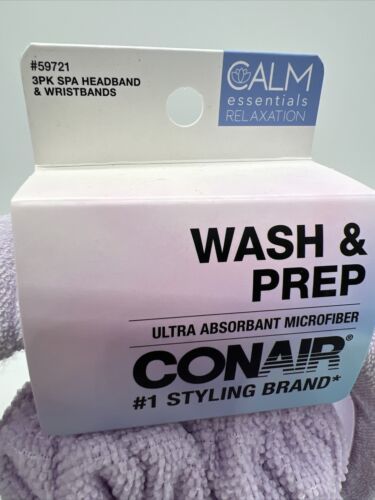 #59721
3PK SPA HEADBAND
& WRISTBANDS
CALM
essentials
RELAXATION
WASH &
PREP
ULTRA ABSORBANT MICROFIBER
CONAIR®
#1 STYLING BRAND*